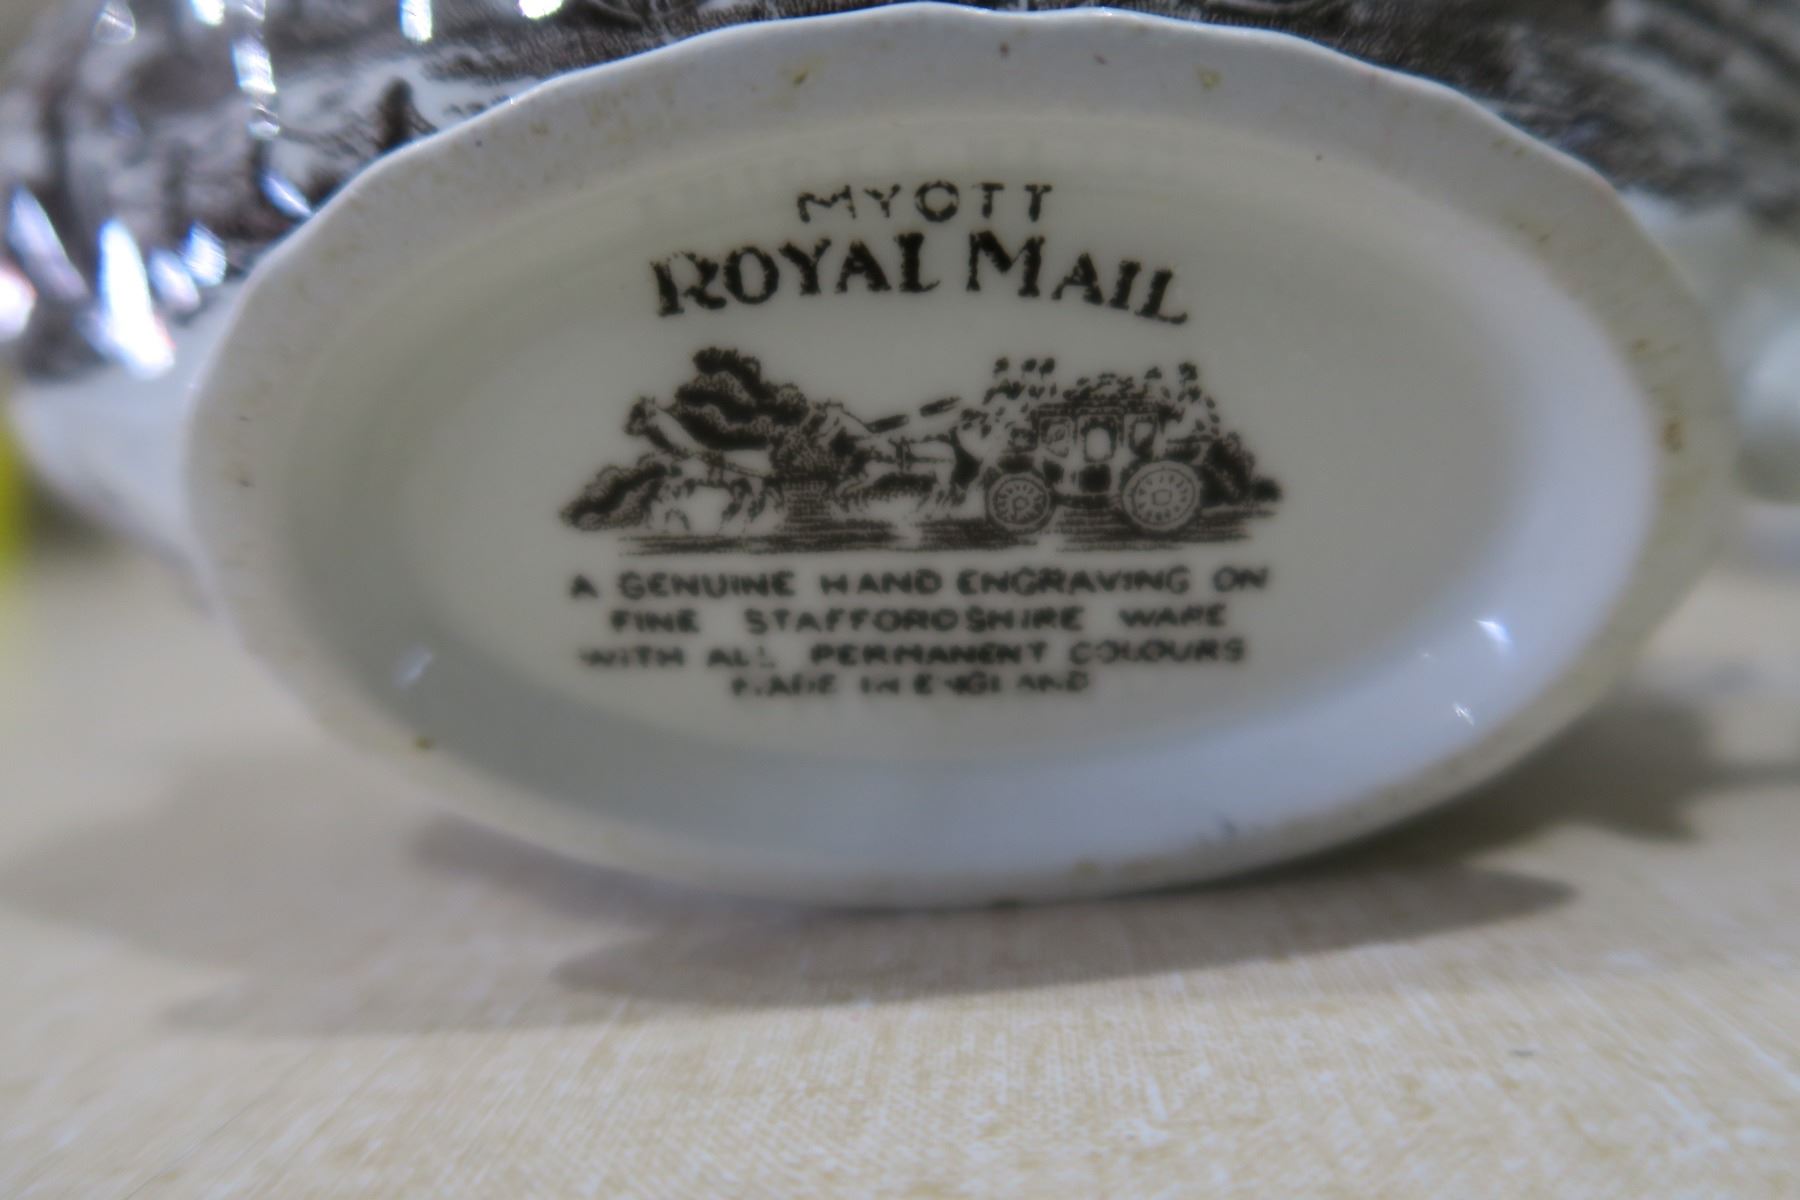 MYOTT
ROYAL MAIL
A GENUINE HAND ENGRAVING ON
FINE STAFFORDSHIRE WARE
WITH ALL PERMANENT COLOURS
MADE IN ENGLAND